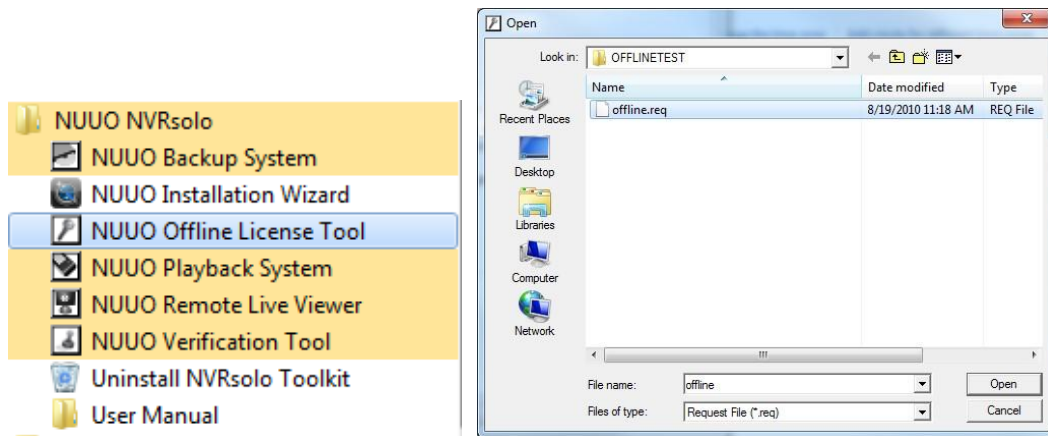 NUUO NVRsolo
NUUO Backup System
NUUO Installation Wizard
NUUO Offline License Tool
NUUO Playback System
NUUO Remote Live Viewer
NUUO Verification Tool
Uninstall NVRsolo Toolkit
User Manual
Open
Look in: OFFLINETEST
Name Date modified Type
offline.req 8/19/2010 11:18 AM REQ File
Recent Places
Desktop
Libraries
Computer
Network
File name: offline Open
Files of type: Request File (*.req) Cancel